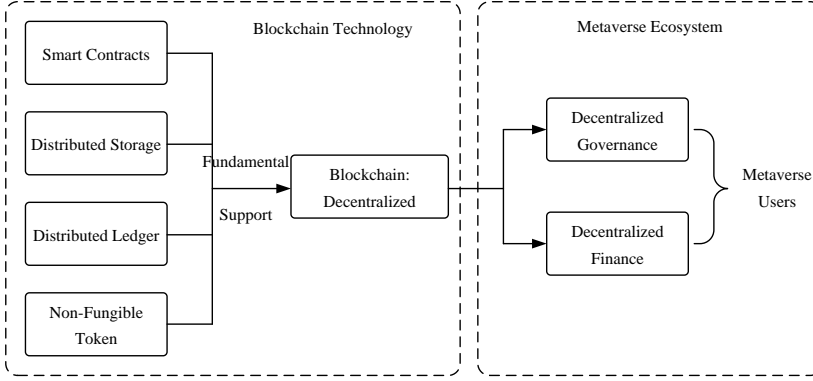 Blockchain Technology
Smart Contracts
Distributed Storage
Distributed Ledger
Non-Fungible
Token
Fundamental
Support
Blockchain:
Decentralized
Metaverse Ecosystem
Decentralized
Governance
Decentralized
Finance
Metaverse
Users